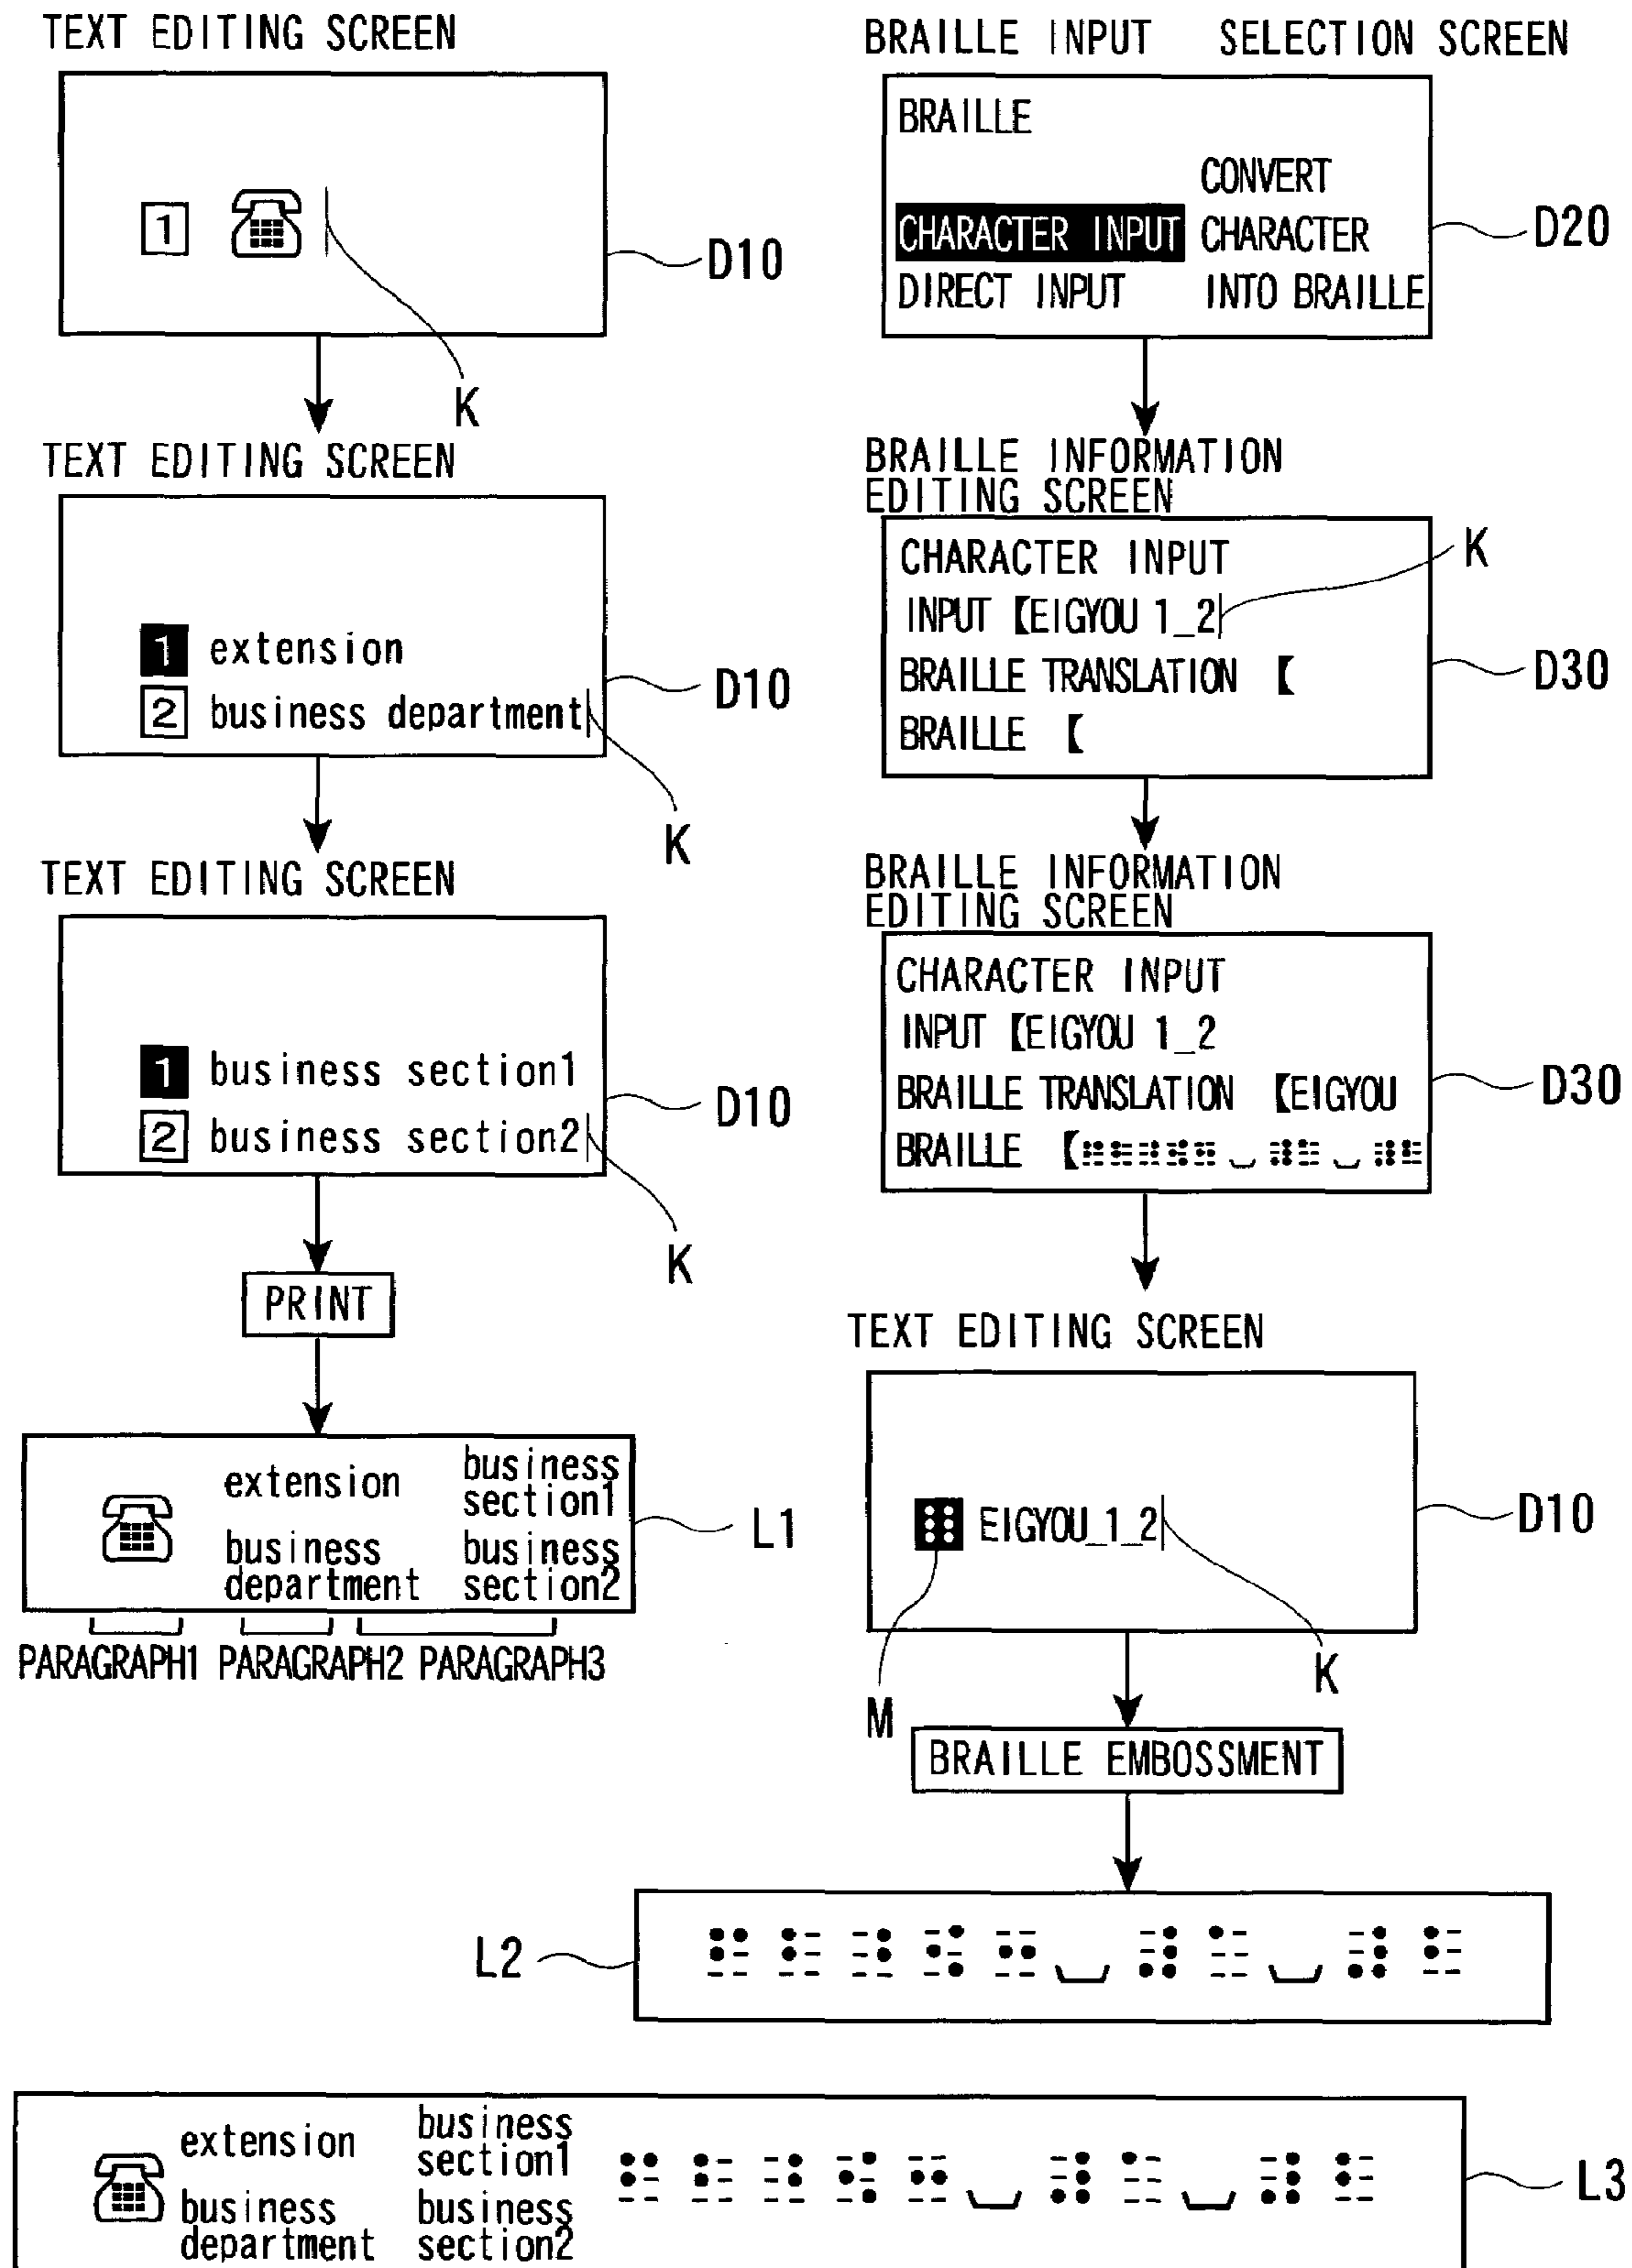 TEXT EDITING SCREEN
1
D10
K
TEXT EDITING SCREEN
1 extension
2 business department
D10
K
TEXT EDITING SCREEN
1 business section1
2 business section2
D10
K
PRINT
extension
business
section1
business
department
business
section2
L1
PARAGRAPH1 PARAGRAPH2 PARAGRAPH3
BRAILLE INPUT SELECTION SCREEN
BRAILLE
CHARACTER INPUT
DIRECT INPUT
CONVERT
CHARACTER
INTO BRAILLE
D20
BRAILLE INFORMATION
EDITING SCREEN
CHARACTER INPUT
INPUT 【EIGYOU 1_2
BRAILLE TRANSLATION 【
BRAILLE 【
K
D30
BRAILLE INFORMATION
EDITING SCREEN
CHARACTER INPUT
INPUT 【EIGYOU 1_2
BRAILLE TRANSLATION 【EIGYOU
BRAILLE 【⠋⠃⠘⠪⠒ ⠼⠁ ⠼⠃
D30
TEXT EDITING SCREEN
EIGYOU_1_2
D10
M
K
BRAILLE EMBOSSMENT
L2
⠋⠃⠘⠪⠒ ⠼⠁ ⠼⠃
extension
business
section1
business
department
business
section2
⠋⠃⠘⠪⠒ ⠼⠁ ⠼⠃
L3